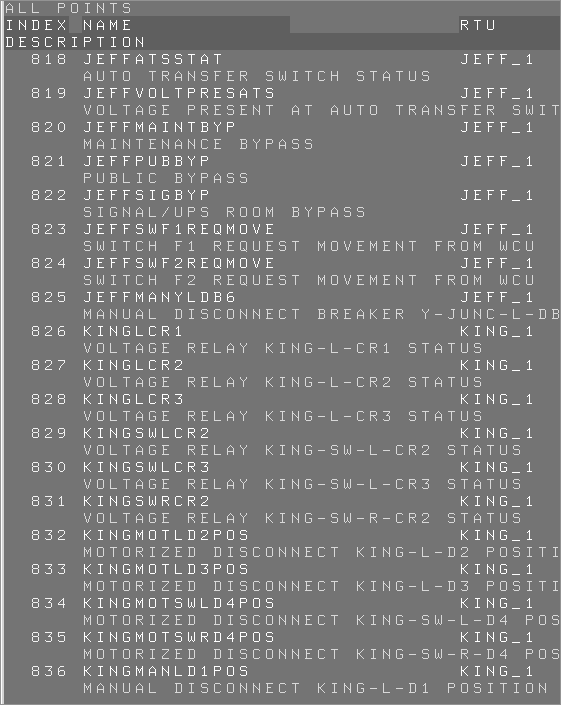 ALL POINTS
INDEX NAME RTU
DESCRIPTION
818 JEFFATSSTAT JEFF_1
AUTO TRANSFER SWITCH STATUS
819 JEFFVOLTPRESATS JEFF_1
VOLTAGE PRESENT AT AUTO TRANSFER SWIT
820 JEFFMAINTBYP JEFF_1
MAINTENANCE BYPASS
821 JEFFPUBBYP JEFF_1
PUBLIC BYPASS
822 JEFFSIGBYP JEFF_1
SIGNAL/UPS ROOM BYPASS
823 JEFFSWF1REQMOVE JEFF_1
SWITCH F1 REQUEST MOVEMENT FROM WCU
824 JEFFSWF2REQMOVE JEFF_1
SWITCH F2 REQUEST MOVEMENT FROM WCU
825 JEFFMANYLDB6 JEFF_1
MANUAL DISCONNECT BREAKER Y-JUNC-L-DB
826 KINGLCR1 KING_1
VOLTAGE RELAY KING-L-CR1 STATUS
827 KINGLCR2 KING_1
VOLTAGE RELAY KING-L-CR2 STATUS
828 KINGLCR3 KING_1
VOLTAGE RELAY KING-L-CR3 STATUS
829 KINGSWLCR2 KING_1
VOLTAGE RELAY KING-SW-L-CR2 STATUS
830 KINGSWLCR3 KING_1
VOLTAGE RELAY KING-SW-L-CR3 STATUS
831 KINGSWRCR2 KING_1
VOLTAGE RELAY KING-SW-R-CR2 STATUS
832 KINGMOTLD2POS KING_1
MOTORIZED DISCONNECT KING-L-D2 POSITI
833 KINGMOTLD3POS KING_1
MOTORIZED DISCONNECT KING-L-D3 POSITI
834 KINGMOTSWLD4POS KING_1
MOTORIZED DISCONNECT KING-SW-L-D4 POS
835 KINGMOTSWRD4POS KING_1
MOTORIZED DISCONNECT KING-SW-R-D4 POS
836 KINGMANLD1POS KING_1
MANUAL DISCONNECT KING-L-D1 POSITION